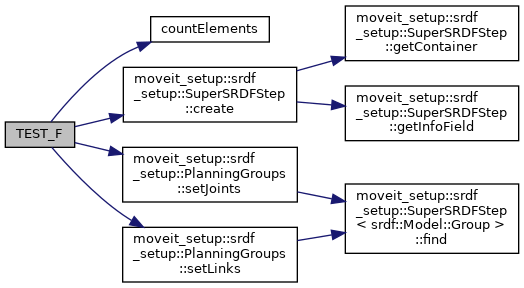 TEST_F
countElements
moveit_setup::srdf
_setup::SuperSRDFStep
::create
moveit_setup::srdf
_setup::SuperSRDFStep
::getContainer
moveit_setup::srdf
_setup::SuperSRDFStep
::getInfoField
moveit_setup::srdf
_setup::PlanningGroups
::setJoints
moveit_setup::srdf
_setup::PlanningGroups
::setLinks
moveit_setup::srdf
_setup::SuperSRDFStep
< srdf::Model::Group >
::find